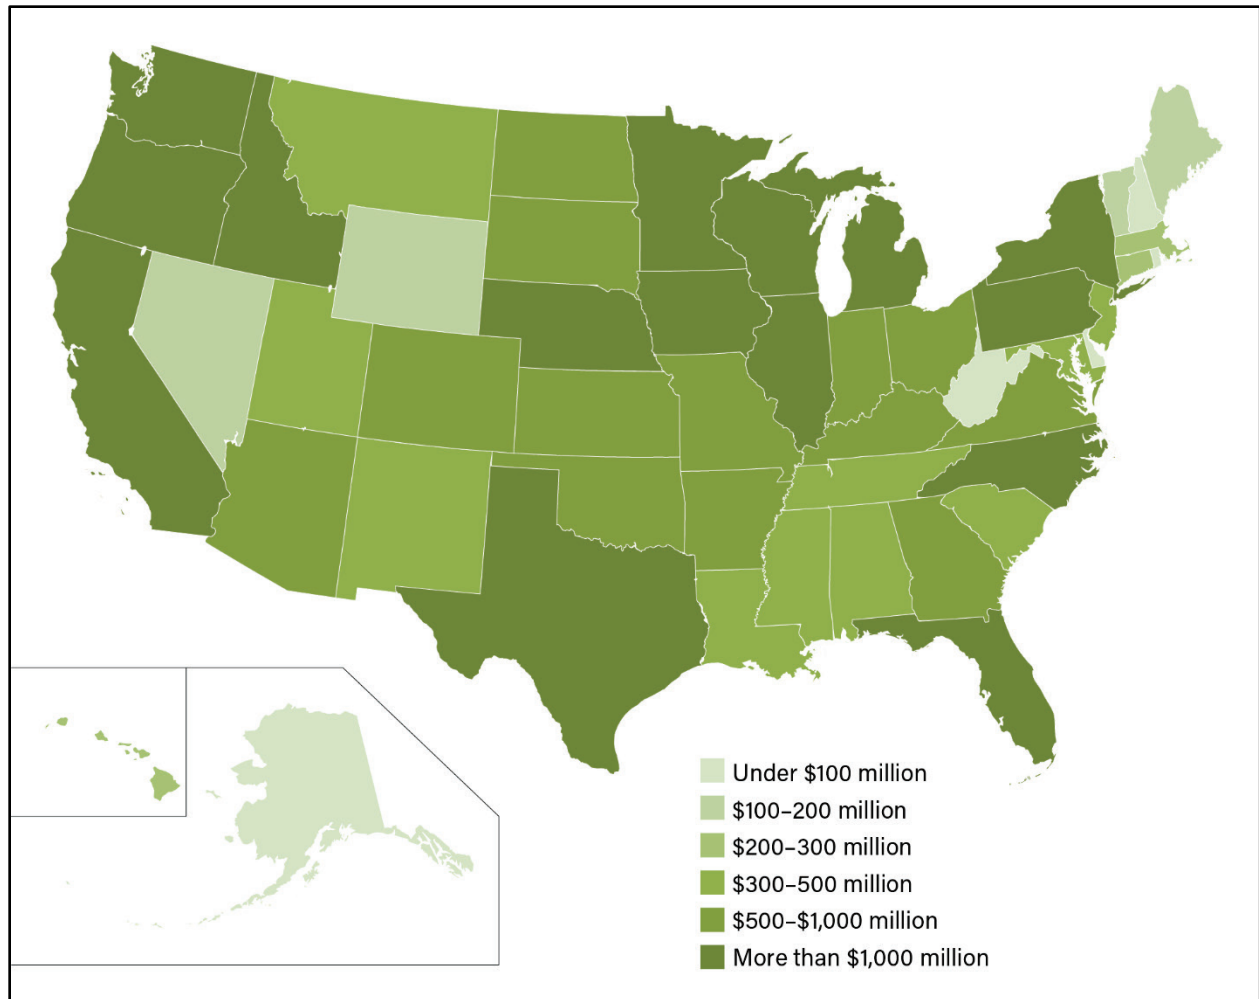 Under $100 million
$100–200 million
$200–300 million
$300–500 million
$500–$1,000 million
More than $1,000 million